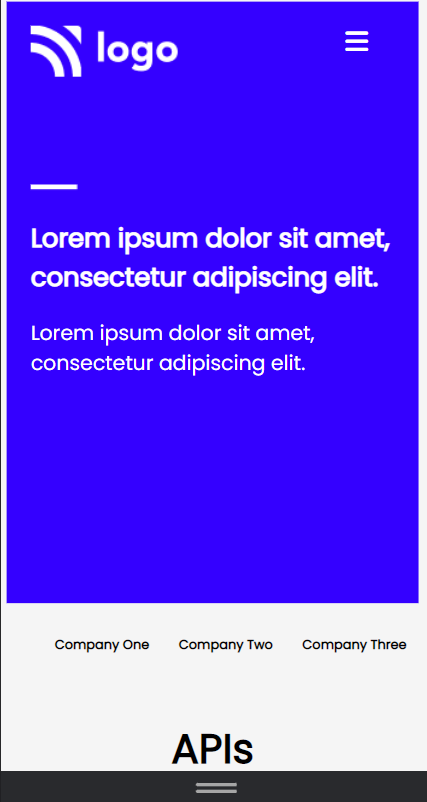 logo
Lorem ipsum dolor sit amet,
consectetur adipiscing elit.
Lorem ipsum dolor sit amet,
consectetur adipiscing elit.
Company One Company Two Company Three
APIs